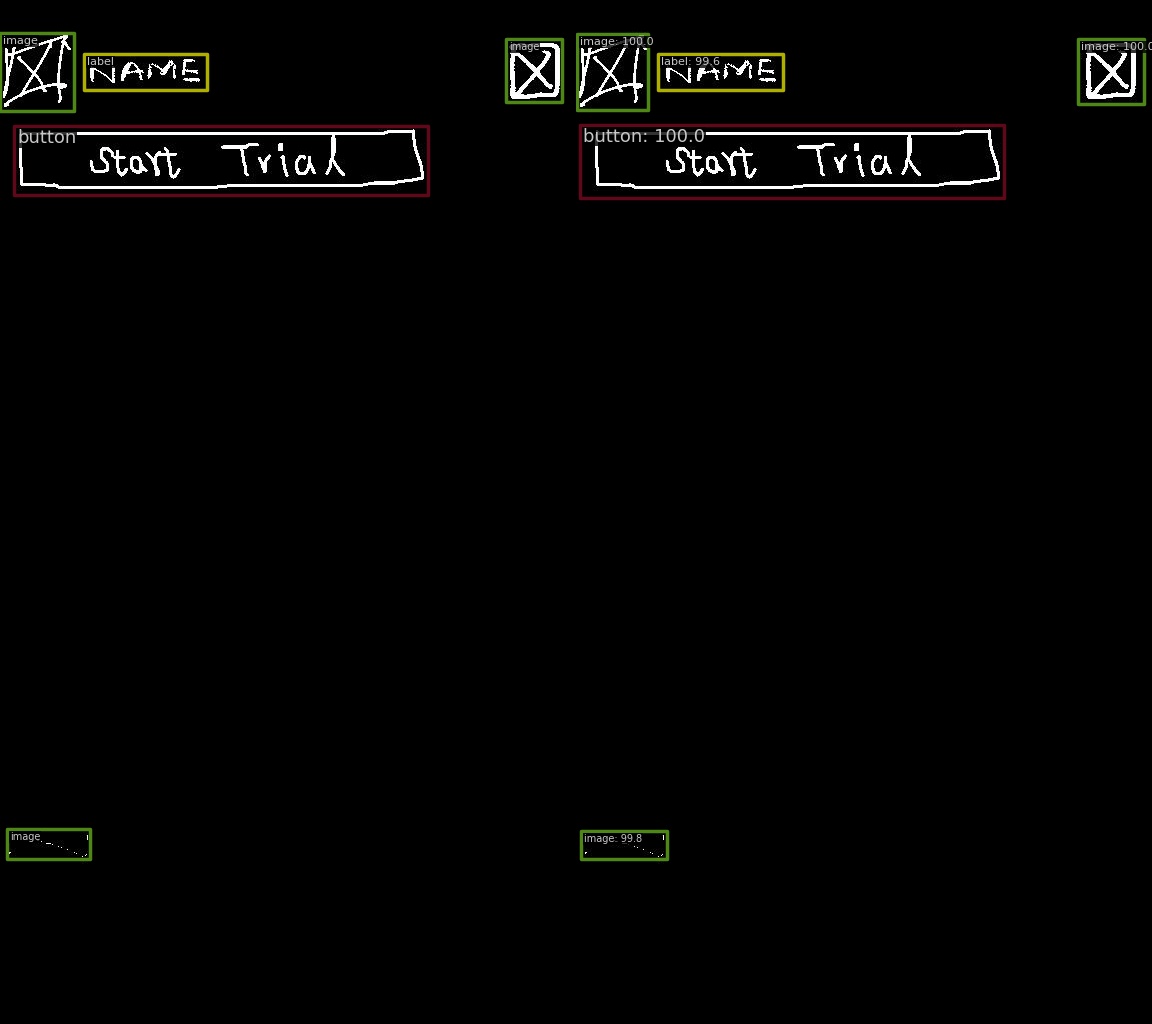 image image image: 100.0 image: 100.0
label NAME label: 99.6 NAME
button button: 100.0
Start Trial Start Trial
image image: 99.8